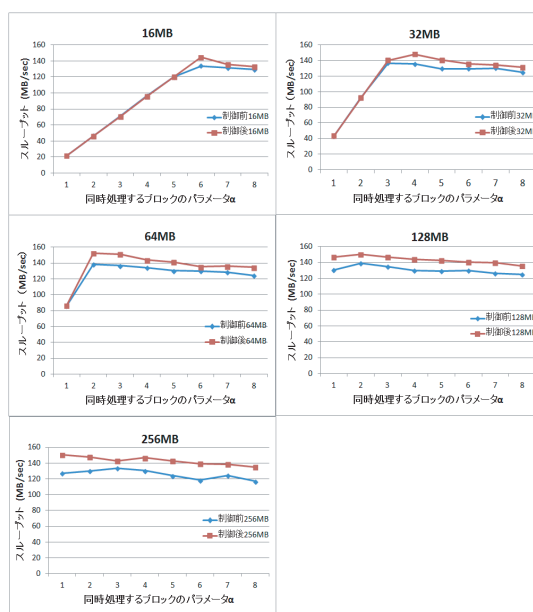 16MB
スループット (MB/sec)
160
140
120
100
80
60
40
20
0
1 2 3 4 5 6 7 8
同時処理するブロックのパラメータα
制御前16MB
制御後16MB
32MB
スループット (MB/sec)
160
140
120
100
80
60
40
20
0
1 2 3 4 5 6 7 8
同時処理するブロックのパラメータα
制御前32MB
制御後32MB
64MB
スループット (MB/sec)
160
140
120
100
80
60
40
20
0
1 2 3 4 5 6 7 8
同時処理するブロックのパラメータα
制御前64MB
制御後64MB
128MB
スループット (MB/sec)
160
140
120
100
80
60
40
20
0
1 2 3 4 5 6 7 8
同時処理するブロックのパラメータα
制御前128MB
制御後128MB
256MB
スループット (MB/sec)
160
140
120
100
80
60
40
20
0
1 2 3 4 5 6 7 8
同時処理するブロックのパラメータα
制御前256MB
制御後256MB